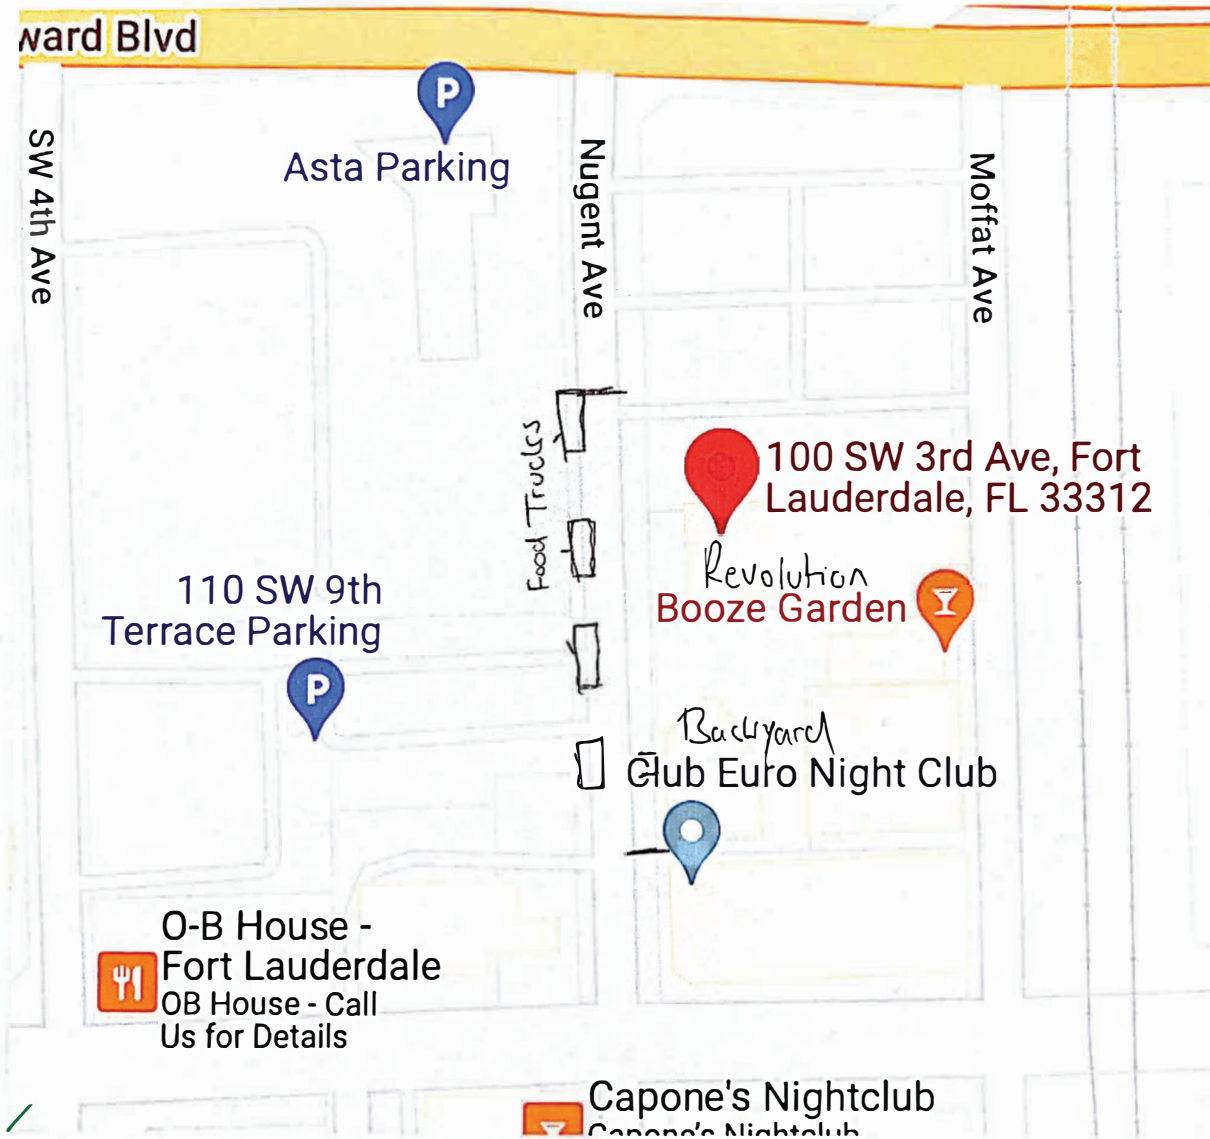 ward Blvd
P
Asta Parking
SW 4th Ave
Nugent Ave
Moffat Ave
Food Trucks
100 SW 3rd Ave, Fort
Lauderdale, FL 33312
Revolution
Booze Garden
110 SW 9th
Terrace Parking
P
Backyard
Club Euro Night Club
O-B House -
Fort Lauderdale
OB House - Call
Us for Details
Capone's Nightclub
Capone's Nightclub